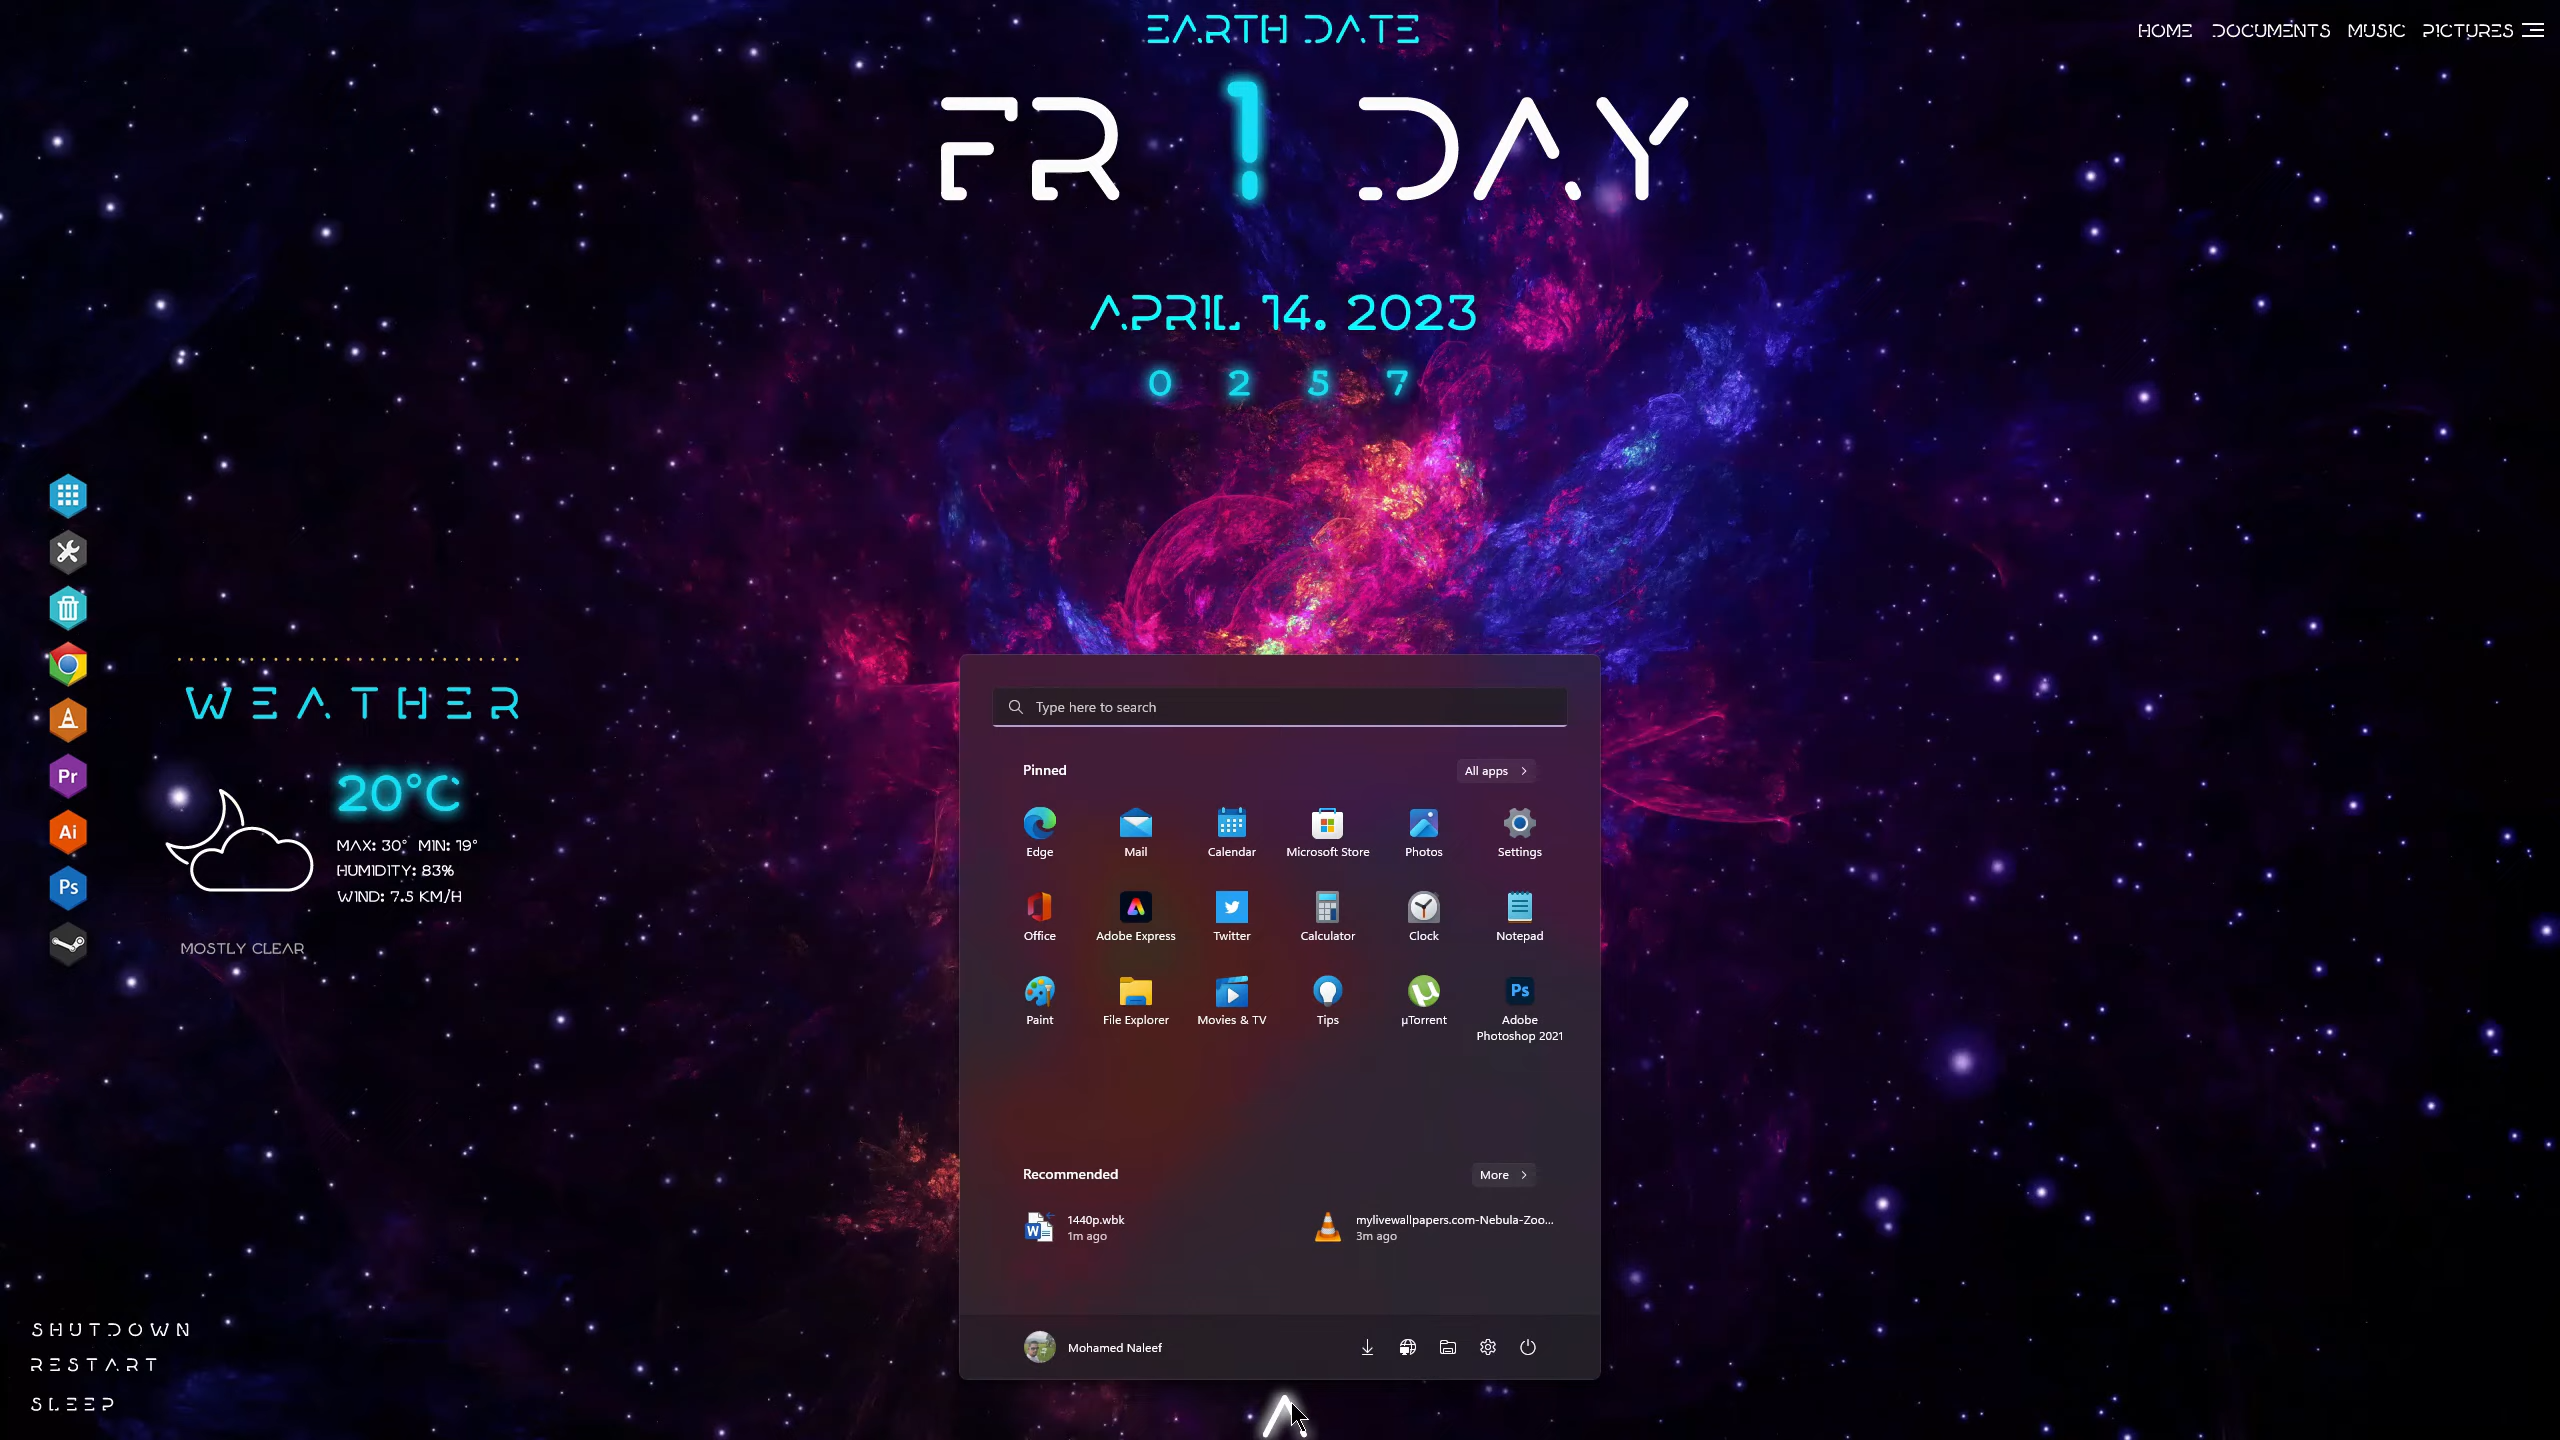 EARTH DATE
HOME DOCUMENTS MUSIC PICTURES
FR1DAY
APRIL 14. 2023
0 2 5 7
WEATHER
20°C
MAX: 30° MIN: 19°
HUMIDITY: 83%
WIND: 7.5 KM/H
MOSTLY CLEAR
Pr
Ai
Ps
SHUTDOWN
RESTART
SLEEP
Type here to search
Pinned
All apps
Edge
Mail
Calendar
Microsoft Store
Photos
Settings
Office
Adobe Express
Twitter
Calculator
Clock
Notepad
Paint
File Explorer
Movies & TV
Tips
µTorrent
Ps
Adobe
Photoshop 2021
Recommended
More
W
1440p.wbk
1m ago
mylivewallpapers.com-Nebula-Zoo...
3m ago
Mohamed Naleef